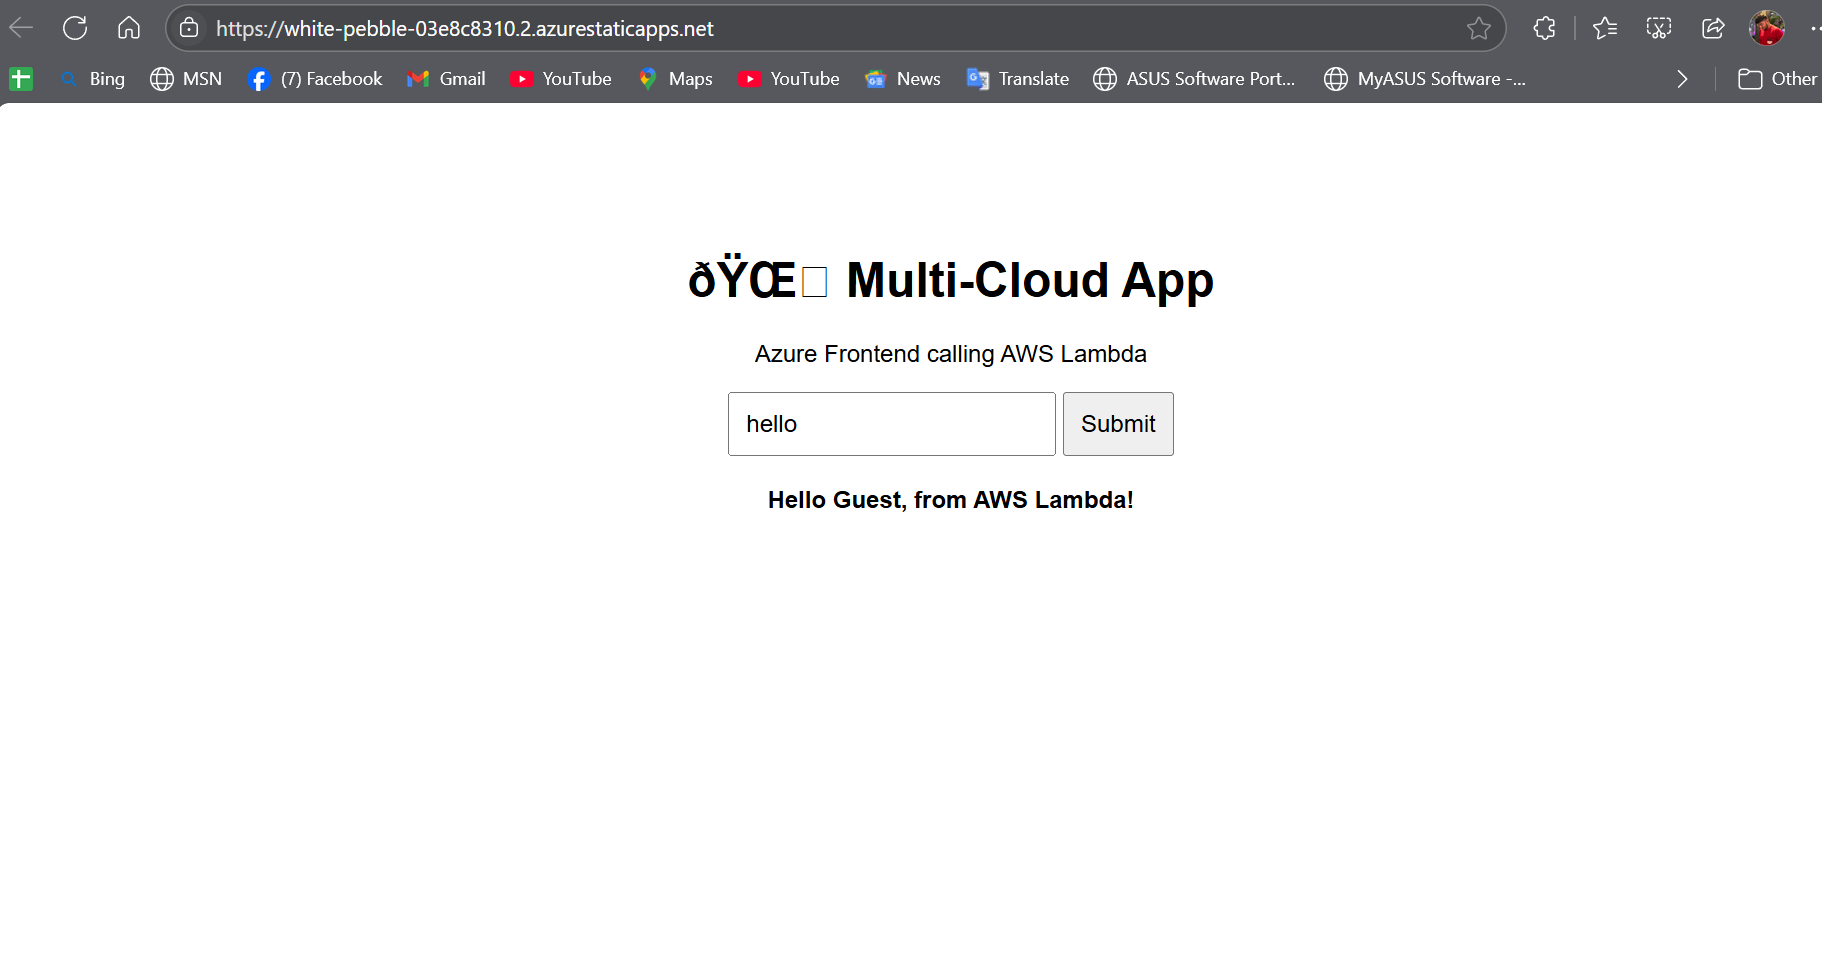 https://white-pebble-03e8c8310.2.azurestaticapps.net
Bing MSN (7) Facebook Gmail YouTube Maps YouTube News Translate ASUS Software Port... MyASUS Software -... Other
ðŸŒ□ Multi-Cloud App
Azure Frontend calling AWS Lambda
hello Submit
Hello Guest, from AWS Lambda!